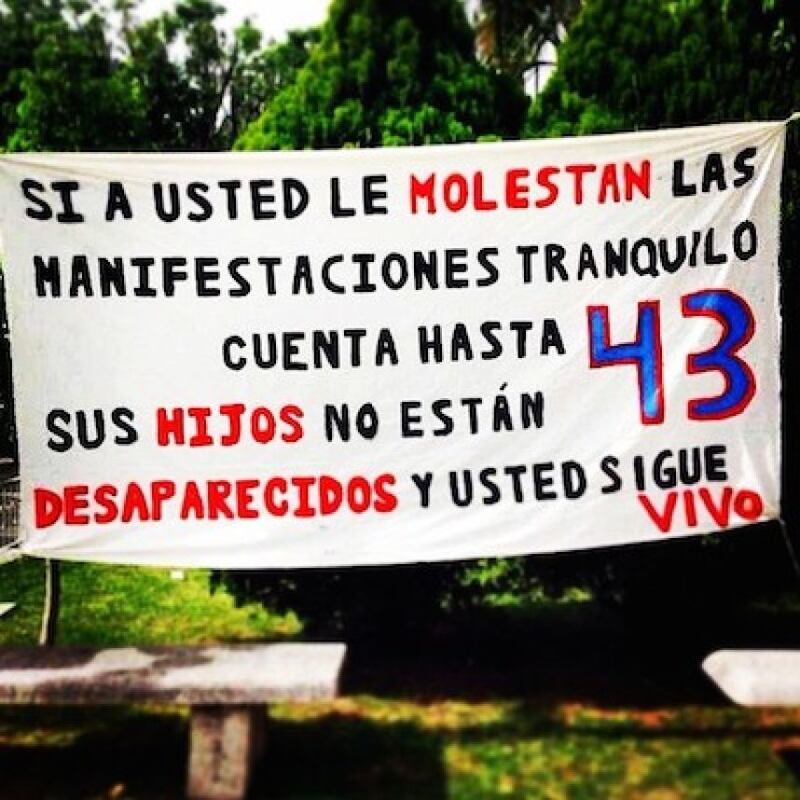 SI A USTED LE MOLESTAN LAS
MANIFESTACIONES TRANQUILO
CUENTA HASTA 43
SUS HIJOS NO ESTÁN
DESAPARECIDOS Y USTED SIGUE
VIVO